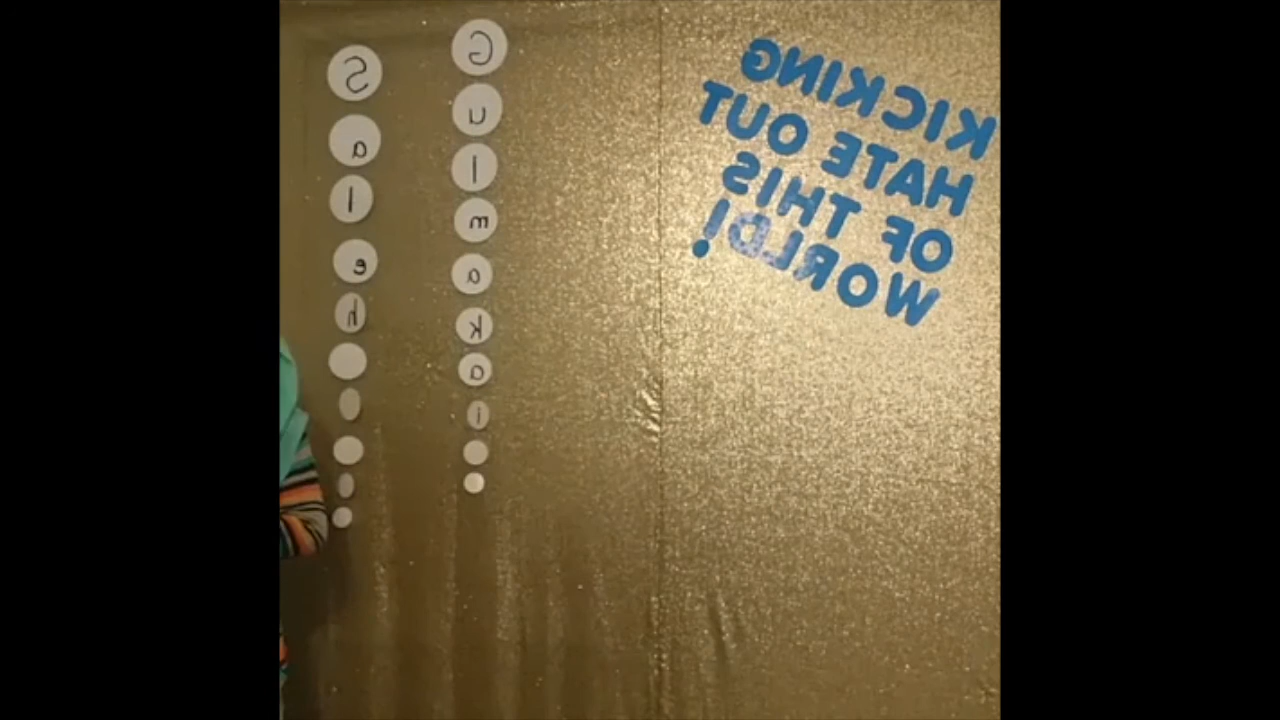 KICKING
HATE OUT
OF THIS
WORLD!
Gulmakai
Saleh